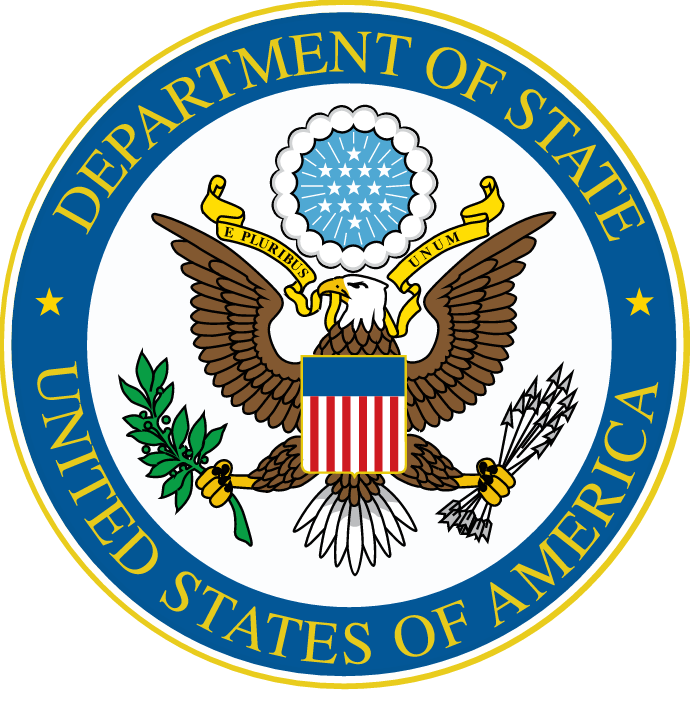 DEPARTMENT OF STATE
E PLURIBUS UNUM
UNITED STATES OF AMERICA